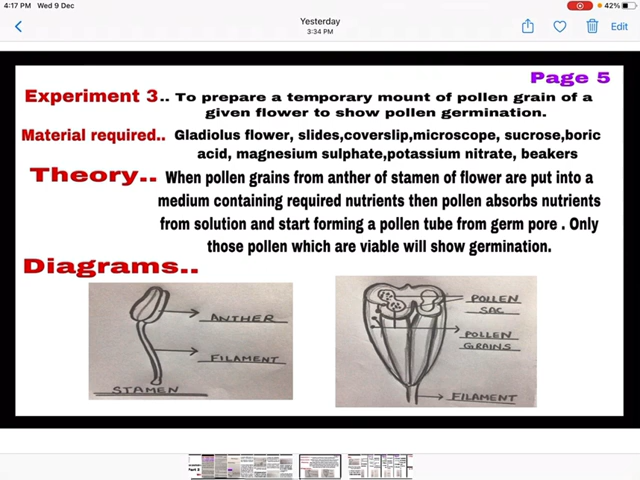 4:17 PM Wed 9 Dec
42%
Yesterday
3:34 PM
Edit
Page 5
Experiment 3.. To prepare a temporary mount of pollen grain of a
given flower to show pollen germination.
Material required.. Gladiolus flower, slides,coverslip,microscope, sucrose,boric
acid, magnesium sulphate,potassium nitrate, beakers
Theory.. When pollen grains from anther of stamen of flower are put into a
medium containing required nutrients then pollen absorbs nutrients
from solution and start forming a pollen tube from germ pore . Only
those pollen which are viable will show germination.
Diagrams..
ANTHER
FILAMENT
STAMEN
POLLEN
SAC
POLLEN
GRAINS
FILAMENT